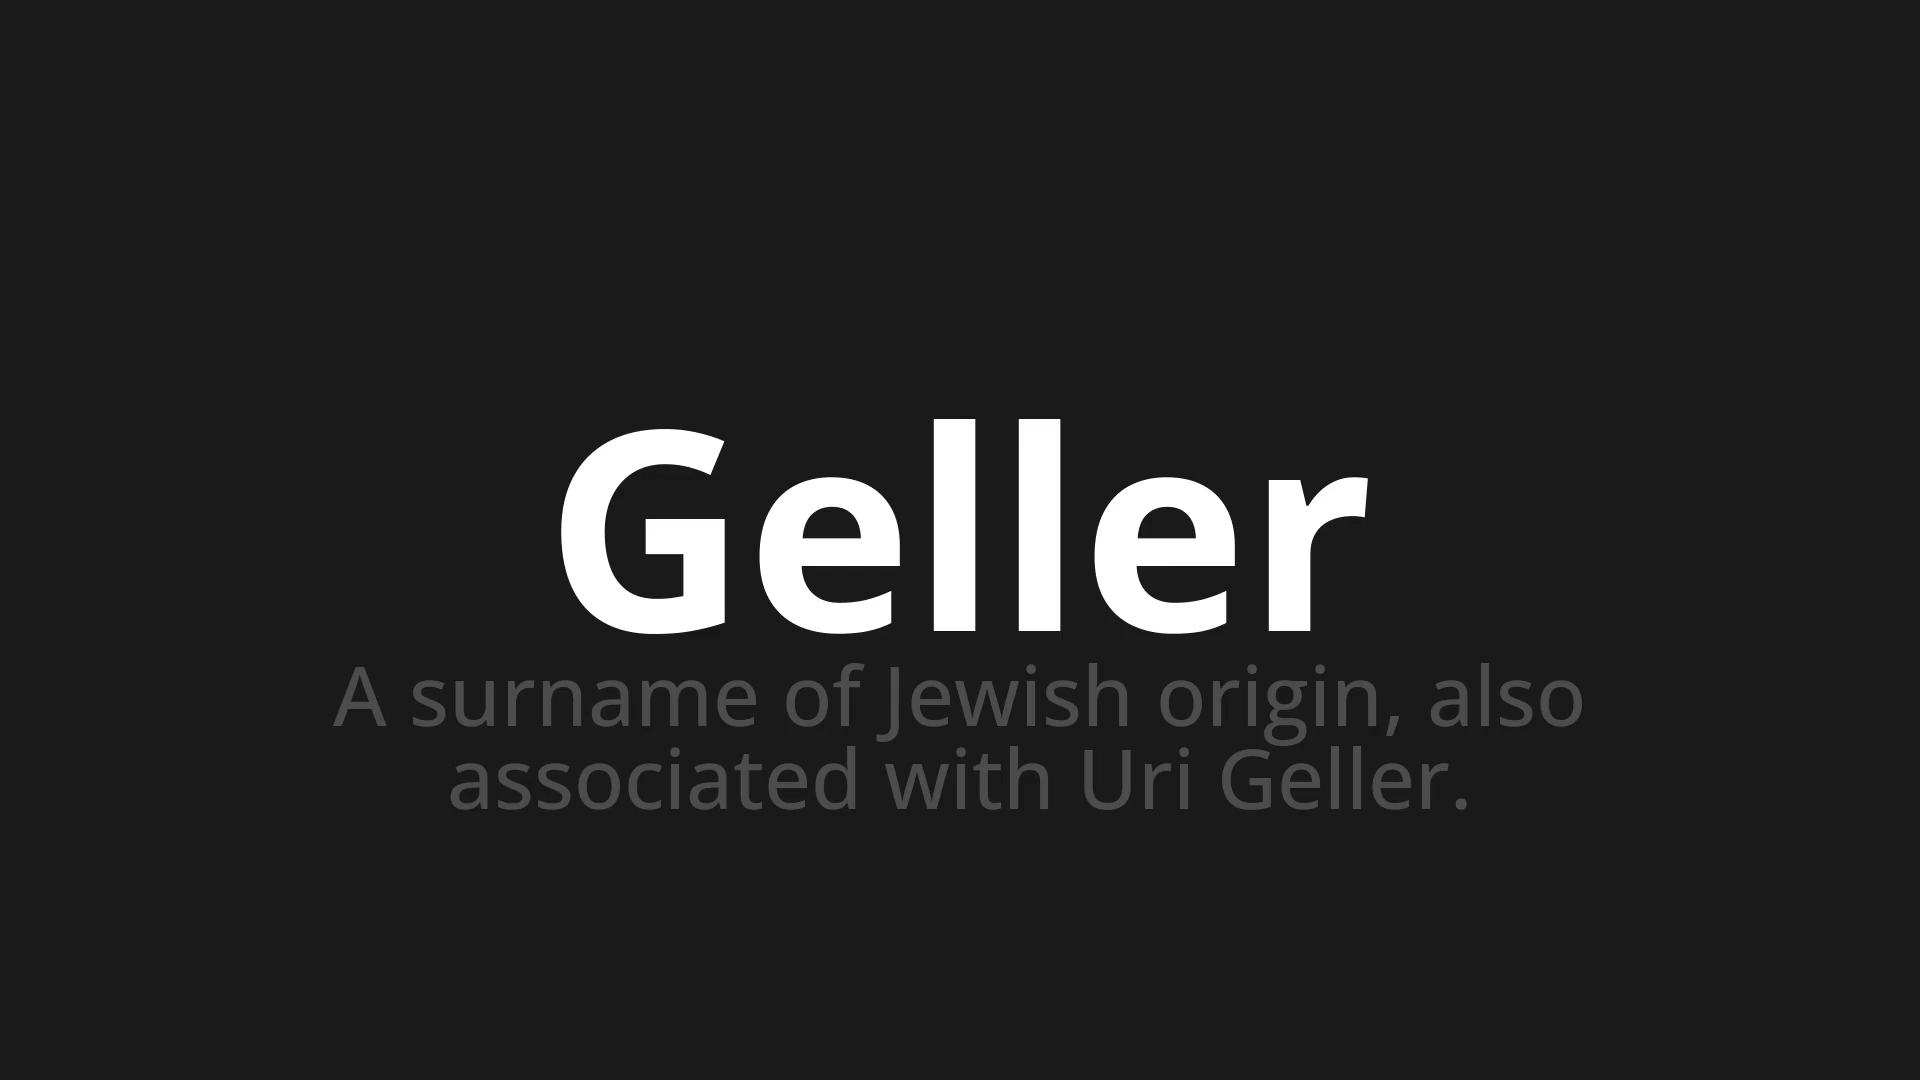 Geller
A surname of Jewish origin, also
associated with Uri Geller.